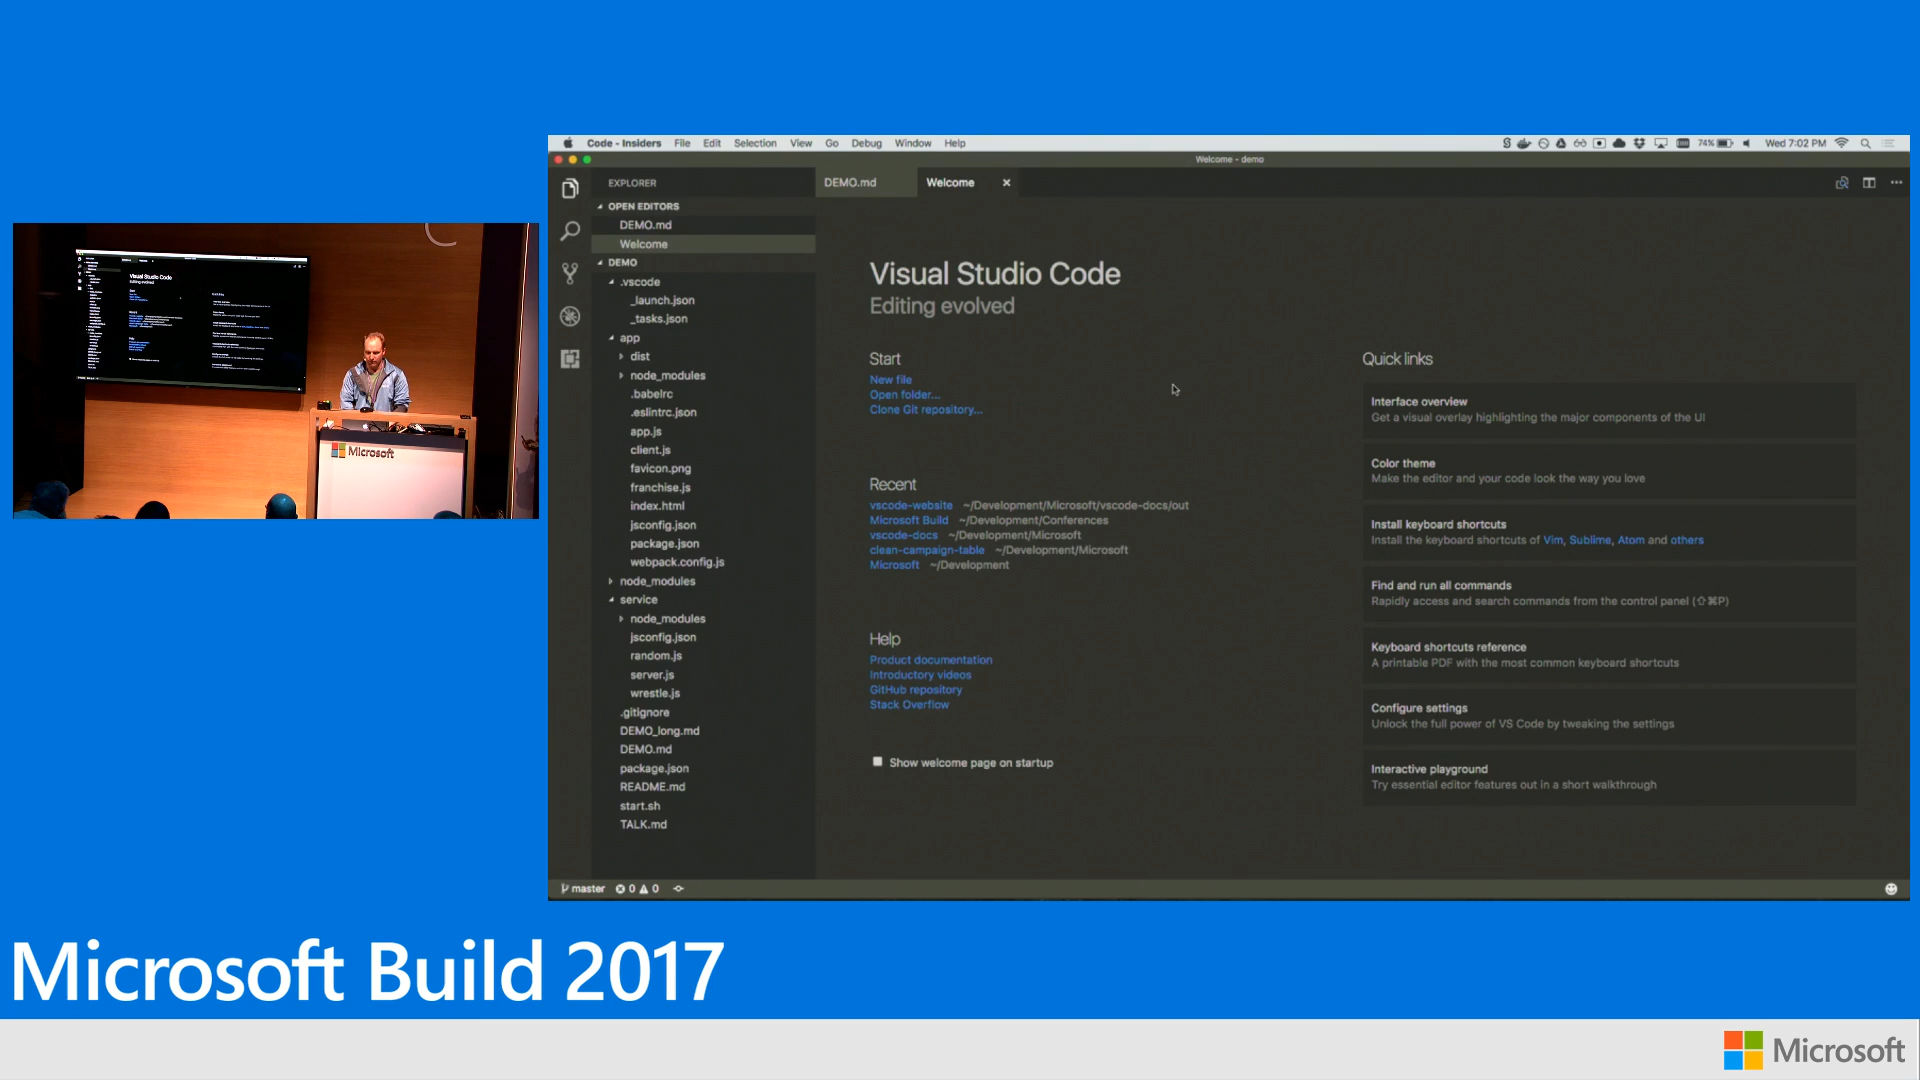 Code - Insiders File Edit Selection View Go Debug Window Help
74% Wed 7:02 PM
Welcome - demo
EXPLORER
OPEN EDITORS
DEMO.md
Welcome
DEMO
.vscode
_launch.json
_tasks.json
app
dist
node_modules
.babelrc
.eslintrc.json
app.js
client.js
favicon.png
franchise.js
index.html
jsconfig.json
package.json
webpack.config.js
node_modules
service
node_modules
jsconfig.json
random.js
server.js
wrestle.js
.gitignore
DEMO_long.md
DEMO.md
package.json
README.md
start.sh
TALK.md
DEMO.md Welcome
Visual Studio Code
Editing evolved
Start
New file
Open folder...
Clone Git repository...
Recent
vscode-website ~/Development/Microsoft/vscode-docs/out
Microsoft Build ~/Development/Conferences
vscode-docs ~/Development/Microsoft
clean-campaign-table ~/Development/Microsoft
Microsoft ~/Development
Help
Product documentation
Introductory videos
GitHub repository
Stack Overflow
Show welcome page on startup
Quick links
Interface overview
Get a visual overlay highlighting the major components of the UI
Color theme
Make the editor and your code look the way you love
Install keyboard shortcuts
Install the keyboard shortcuts of Vim, Sublime, Atom and others
Find and run all commands
Rapidly access and search commands from the control panel (⇧⌘P)
Keyboard shortcuts reference
A printable PDF with the most common keyboard shortcuts
Configure settings
Unlock the full power of VS Code by tweaking the settings
Interactive playground
Try essential editor features out in a short walkthrough
master 0 0
Visual Studio Code
Editing evolved
Microsoft
Microsoft Build 2017
Microsoft